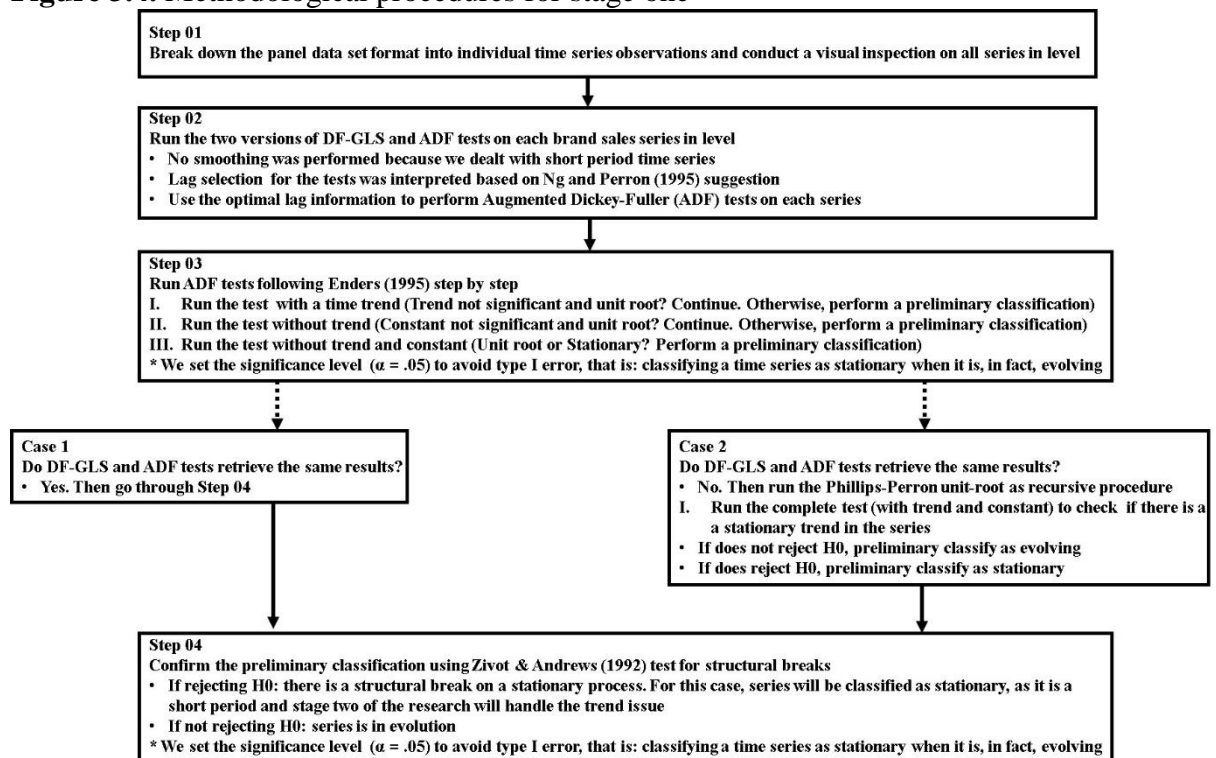 Figure 3.1. Methodological procedures for stage one
Step 01
Break down the panel data set format into individual time series observations and conduct a visual inspection on all series in level
Step 02
Run the two versions of DF-GLS and ADF tests on each brand sales series in level
• No smoothing was performed because we dealt with short period time series
• Lag selection for the tests was interpreted based on Ng and Perron (1995) suggestion
• Use the optimal lag information to perform Augmented Dickey-Fuller (ADF) tests on each series
Step 03
Run ADF tests following Enders (1995) step by step
I. Run the test with a time trend (Trend not significant and unit root? Continue. Otherwise, perform a preliminary classification)
II. Run the test without trend (Constant not significant and unit root? Continue. Otherwise, perform a preliminary classification)
III. Run the test without trend and constant (Unit root or Stationary? Perform a preliminary classification)
* We set the significance level (α = .05) to avoid type I error, that is: classifying a time series as stationary when it is, in fact, evolving
Case 1
Do DF-GLS and ADF tests retrieve the same results?
• Yes. Then go through Step 04
Case 2
Do DF-GLS and ADF tests retrieve the same results?
• No. Then run the Phillips-Perron unit-root as recursive procedure
I. Run the complete test (with trend and constant) to check if there is a
a stationary trend in the series
• If does not reject H0, preliminary classify as evolving
• If does reject H0, preliminary classify as stationary
Step 04
Confirm the preliminary classification using Zivot & Andrews (1992) test for structural breaks
• If rejecting H0: there is a structural break on a stationary process. For this case, series will be classified as stationary, as it is a
short period and stage two of the research will handle the trend issue
• If not rejecting H0: series is in evolution
* We set the significance level (α = .05) to avoid type I error, that is: classifying a time series as stationary when it is, in fact, evolving